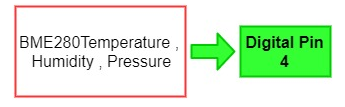 BME280Temperature ,
Humidity , Pressure
Digital Pin
4